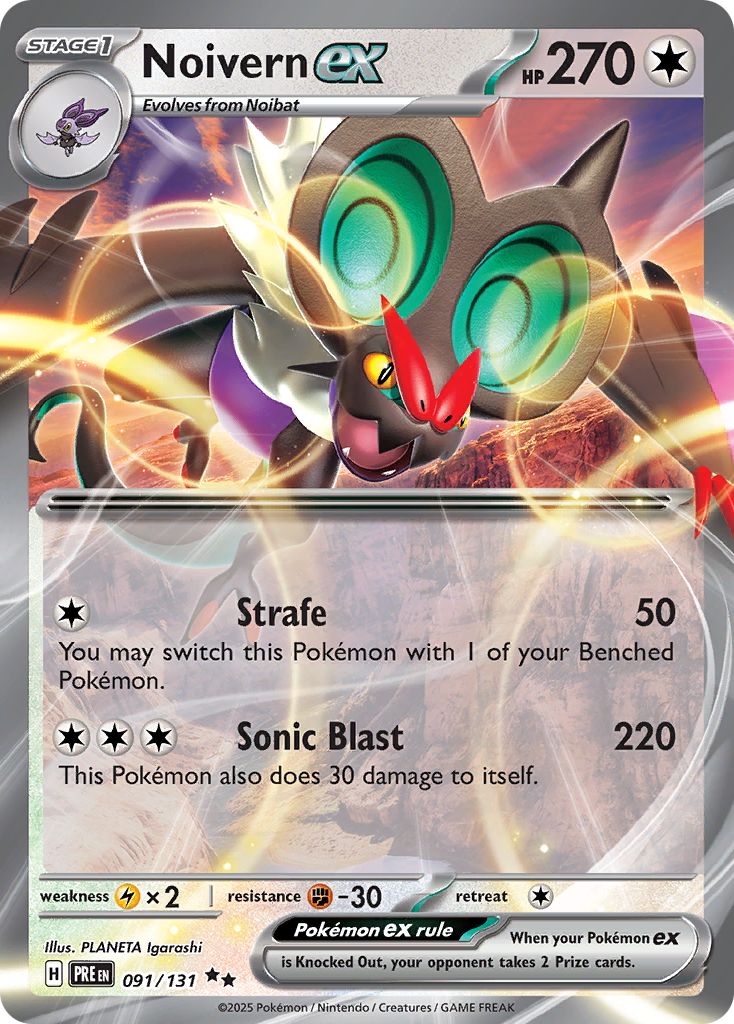 STAGE 1
Noivern ex
HP 270
Evolves from Noibat
Strafe 50
You may switch this Pokémon with 1 of your Benched
Pokémon.
Sonic Blast 220
This Pokémon also does 30 damage to itself.
weakness ×2 resistance -30 retreat
Illus. PLANETA Igarashi
Pokémon ex rule When your Pokémon ex
is Knocked Out, your opponent takes 2 Prize cards.
H PRE EN 091/131
©2025 Pokémon / Nintendo / Creatures / GAME FREAK